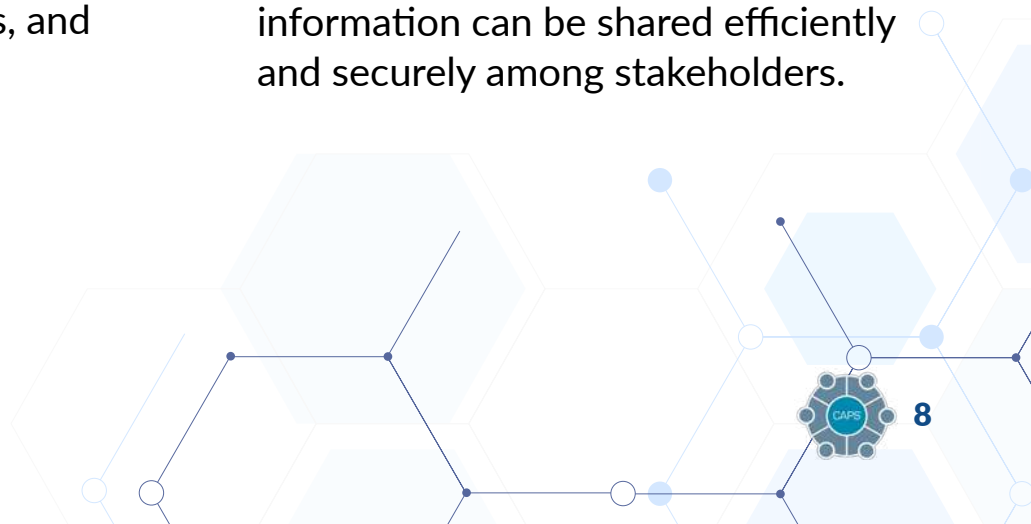 s, and
information can be shared efficiently
and securely among stakeholders.
CAPS
8